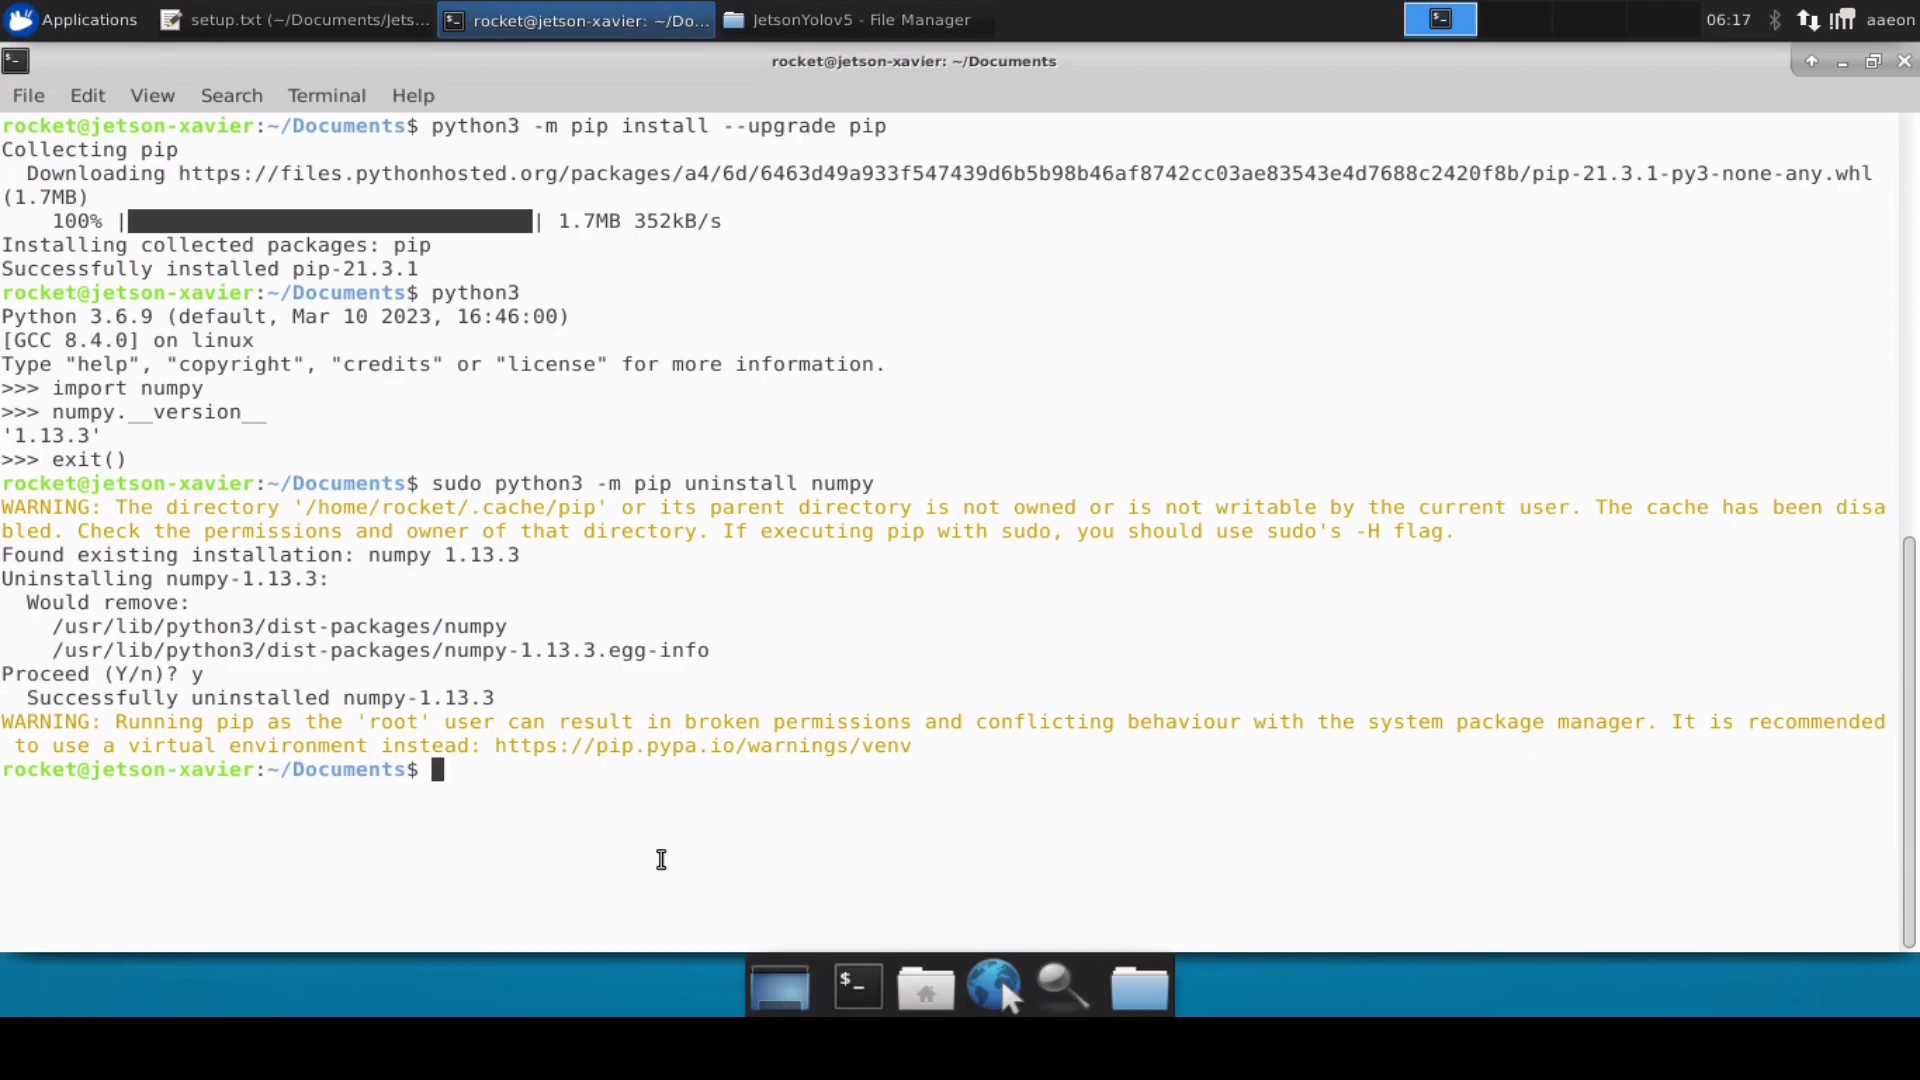 Applications
setup.txt (~/Documents/Jets...
rocket@jetson-xavier: ~/Do...
JetsonYolov5 - File Manager
06:17
aaeon
rocket@jetson-xavier: ~/Documents
File Edit View Search Terminal Help
rocket@jetson-xavier:~/Documents$ python3 -m pip install --upgrade pip
Collecting pip
  Downloading https://files.pythonhosted.org/packages/a4/6d/6463d49a933f547439d6b5b98b46af8742cc03ae83543e4d7688c2420f8b/pip-21.3.1-py3-none-any.whl
(1.7MB)
    100% |████████████████████████████████| 1.7MB 352kB/s
Installing collected packages: pip
Successfully installed pip-21.3.1
rocket@jetson-xavier:~/Documents$ python3
Python 3.6.9 (default, Mar 10 2023, 16:46:00)
[GCC 8.4.0] on linux
Type "help", "copyright", "credits" or "license" for more information.
>>> import numpy
>>> numpy.__version__
'1.13.3'
>>> exit()
rocket@jetson-xavier:~/Documents$ sudo python3 -m pip uninstall numpy
WARNING: The directory '/home/rocket/.cache/pip' or its parent directory is not owned or is not writable by the current user. The cache has been disa
bled. Check the permissions and owner of that directory. If executing pip with sudo, you should use sudo's -H flag.
Found existing installation: numpy 1.13.3
Uninstalling numpy-1.13.3:
  Would remove:
    /usr/lib/python3/dist-packages/numpy
    /usr/lib/python3/dist-packages/numpy-1.13.3.egg-info
Proceed (Y/n)? y
  Successfully uninstalled numpy-1.13.3
WARNING: Running pip as the 'root' user can result in broken permissions and conflicting behaviour with the system package manager. It is recommended
 to use a virtual environment instead: https://pip.pypa.io/warnings/venv
rocket@jetson-xavier:~/Documents$